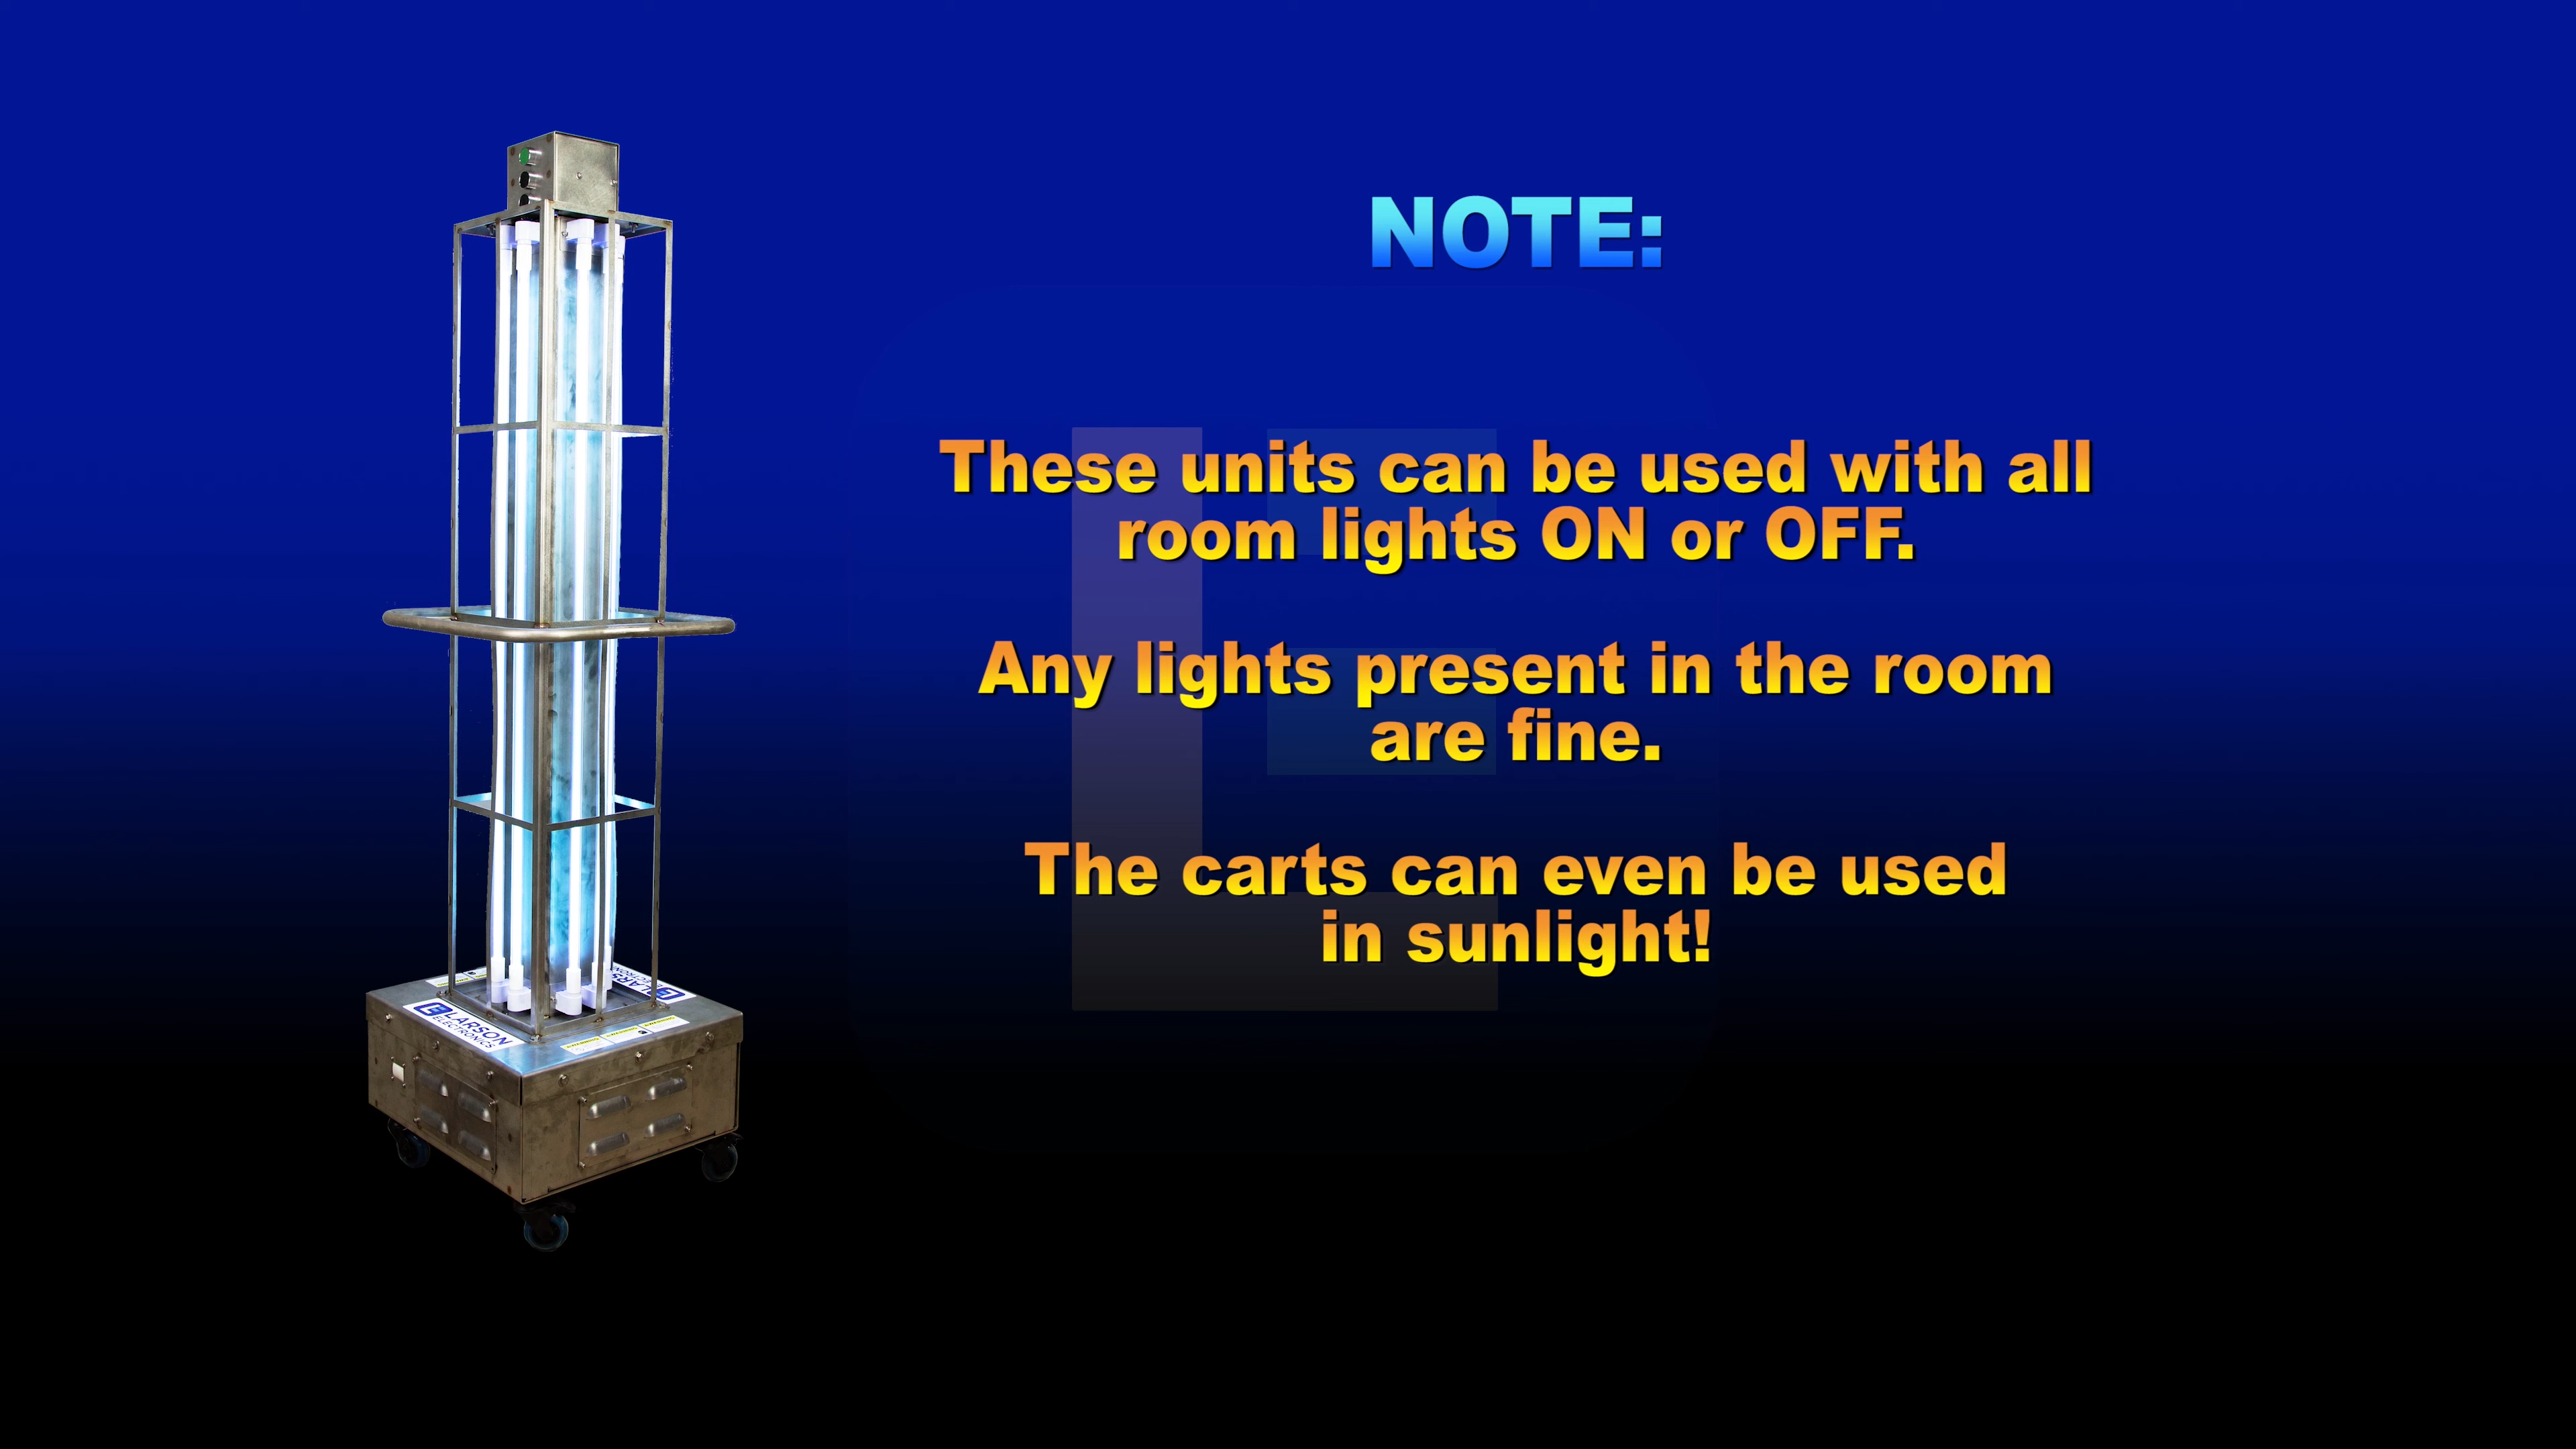 NOTE:
These units can be used with all
room lights ON or OFF.
Any lights present in the room
are fine.
The carts can even be used
in sunlight!
LARSON
ELECTRONICS